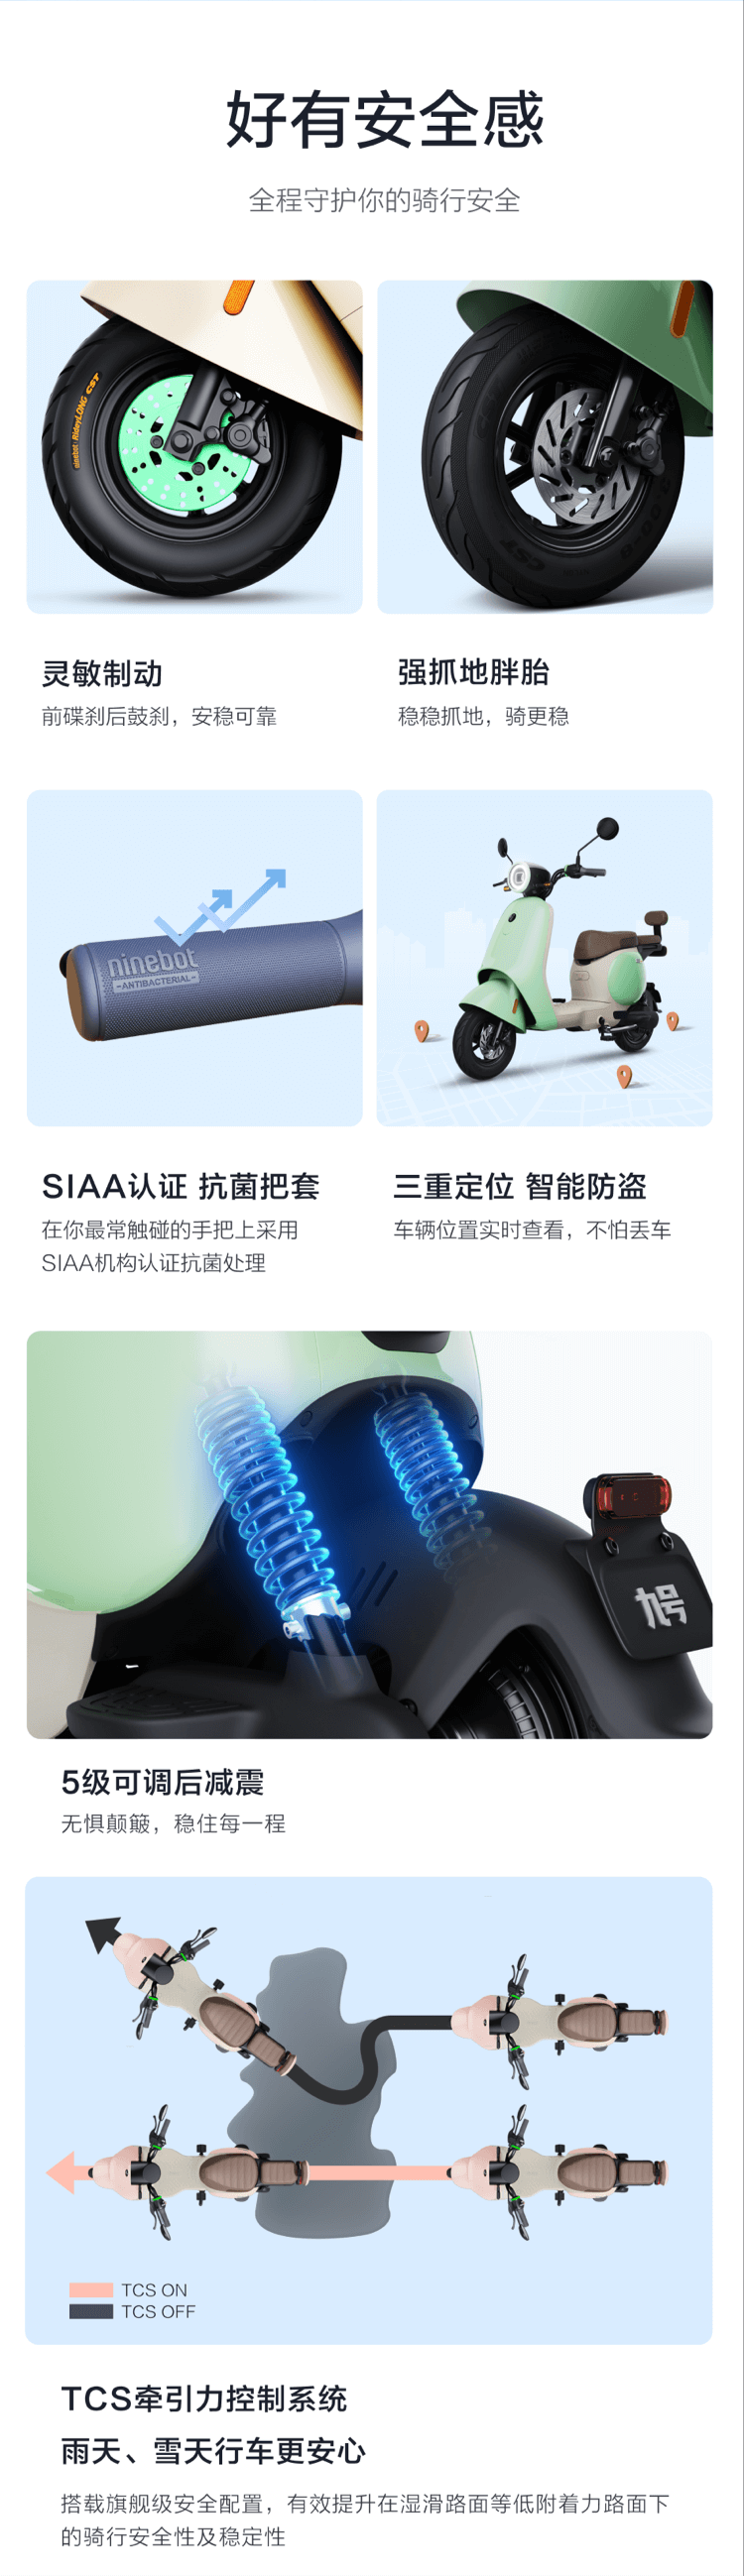 好有安全感
全程守护你的骑行安全
ninebot RideyLONG CST
CST
灵敏制动
前碟刹后鼓刹，安稳可靠
强抓地胖胎
稳稳抓地，骑更稳
ninebot
-ANTIBACTERIAL-
SIAA认证 抗菌把套
在你最常触碰的手把上采用
SIAA机构认证抗菌处理
三重定位 智能防盗
车辆位置实时查看，不怕丢车
5级可调后减震
无惧颠簸，稳住每一程
TCS ON
TCS OFF
TCS牵引力控制系统
雨天、雪天行车更安心
搭载旗舰级安全配置，有效提升在湿滑路面等低附着力路面下
的骑行安全性及稳定性